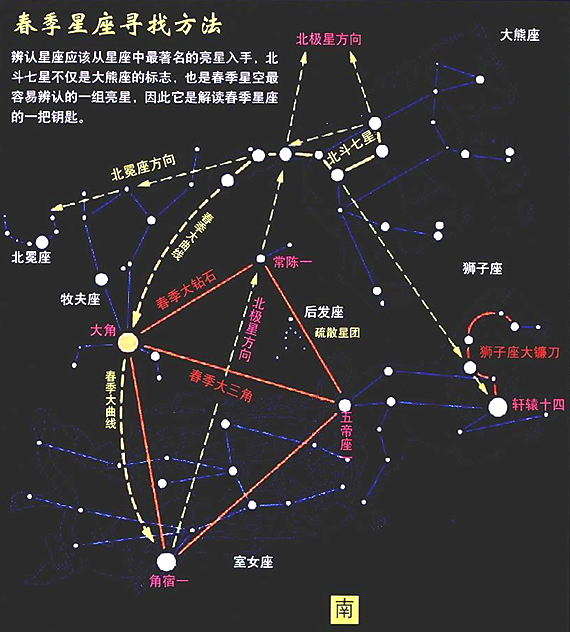 春季星座寻找方法
辨认星座应该从星座中最著名的亮星入手，北
斗七星不仅是大熊座的标志，也是春季星空最
容易辨认的一组亮星，因此它是解读春季星座
的一把钥匙。
北极星方向
大熊座
北斗七星
北冕座方向
春季大曲线
北冕座
常陈一
狮子座
牧夫座
春季大钻石
大角
北极星方向
后发座
疏散星团
狮子座大镰刀
春季大曲线
春季大三角
轩辕十四
五帝座一
室女座
角宿一
南